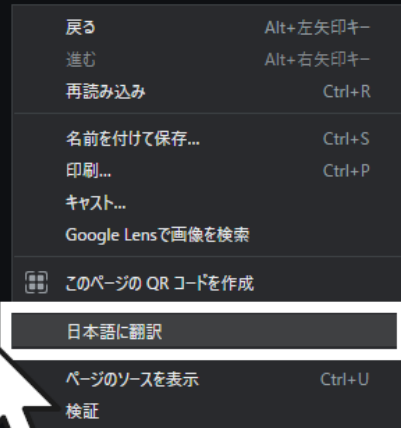 戻る Alt+左矢印キー
進む Alt+右矢印キー
再読み込み Ctrl+R
名前を付けて保存... Ctrl+S
印刷... Ctrl+P
キャスト...
Google Lensで画像を検索
このページの QR コードを作成
日本語に翻訳
ページのソースを表示 Ctrl+U
検証